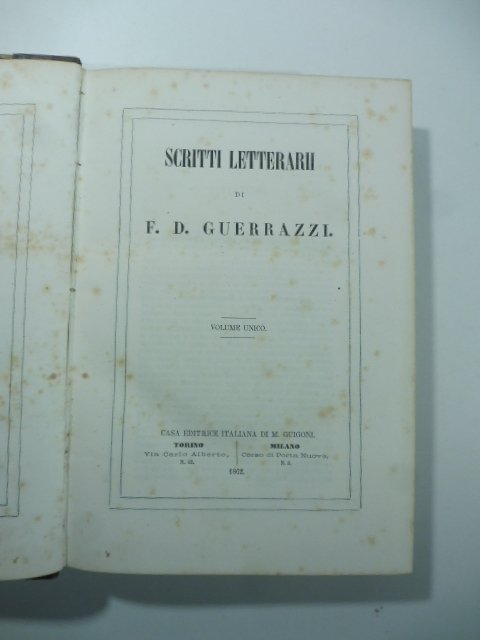 SCRITTI LETTERARII
DI
F. D. GUERRAZZI.
VOLUME UNICO.
CASA EDITRICE ITALIANA DI M. GUIGONI.
TORINO
Via Carlo Alberto,
MILANO
Corso di Porta Nuova,
1862.